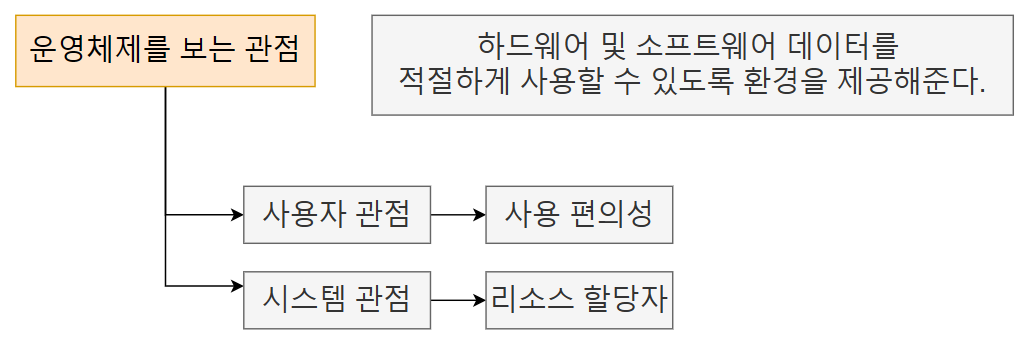 운영체제를 보는 관점
하드웨어 및 소프트웨어 데이터를
적절하게 사용할 수 있도록 환경을 제공해준다.
사용자 관점
사용 편의성
시스템 관점
리소스 할당자